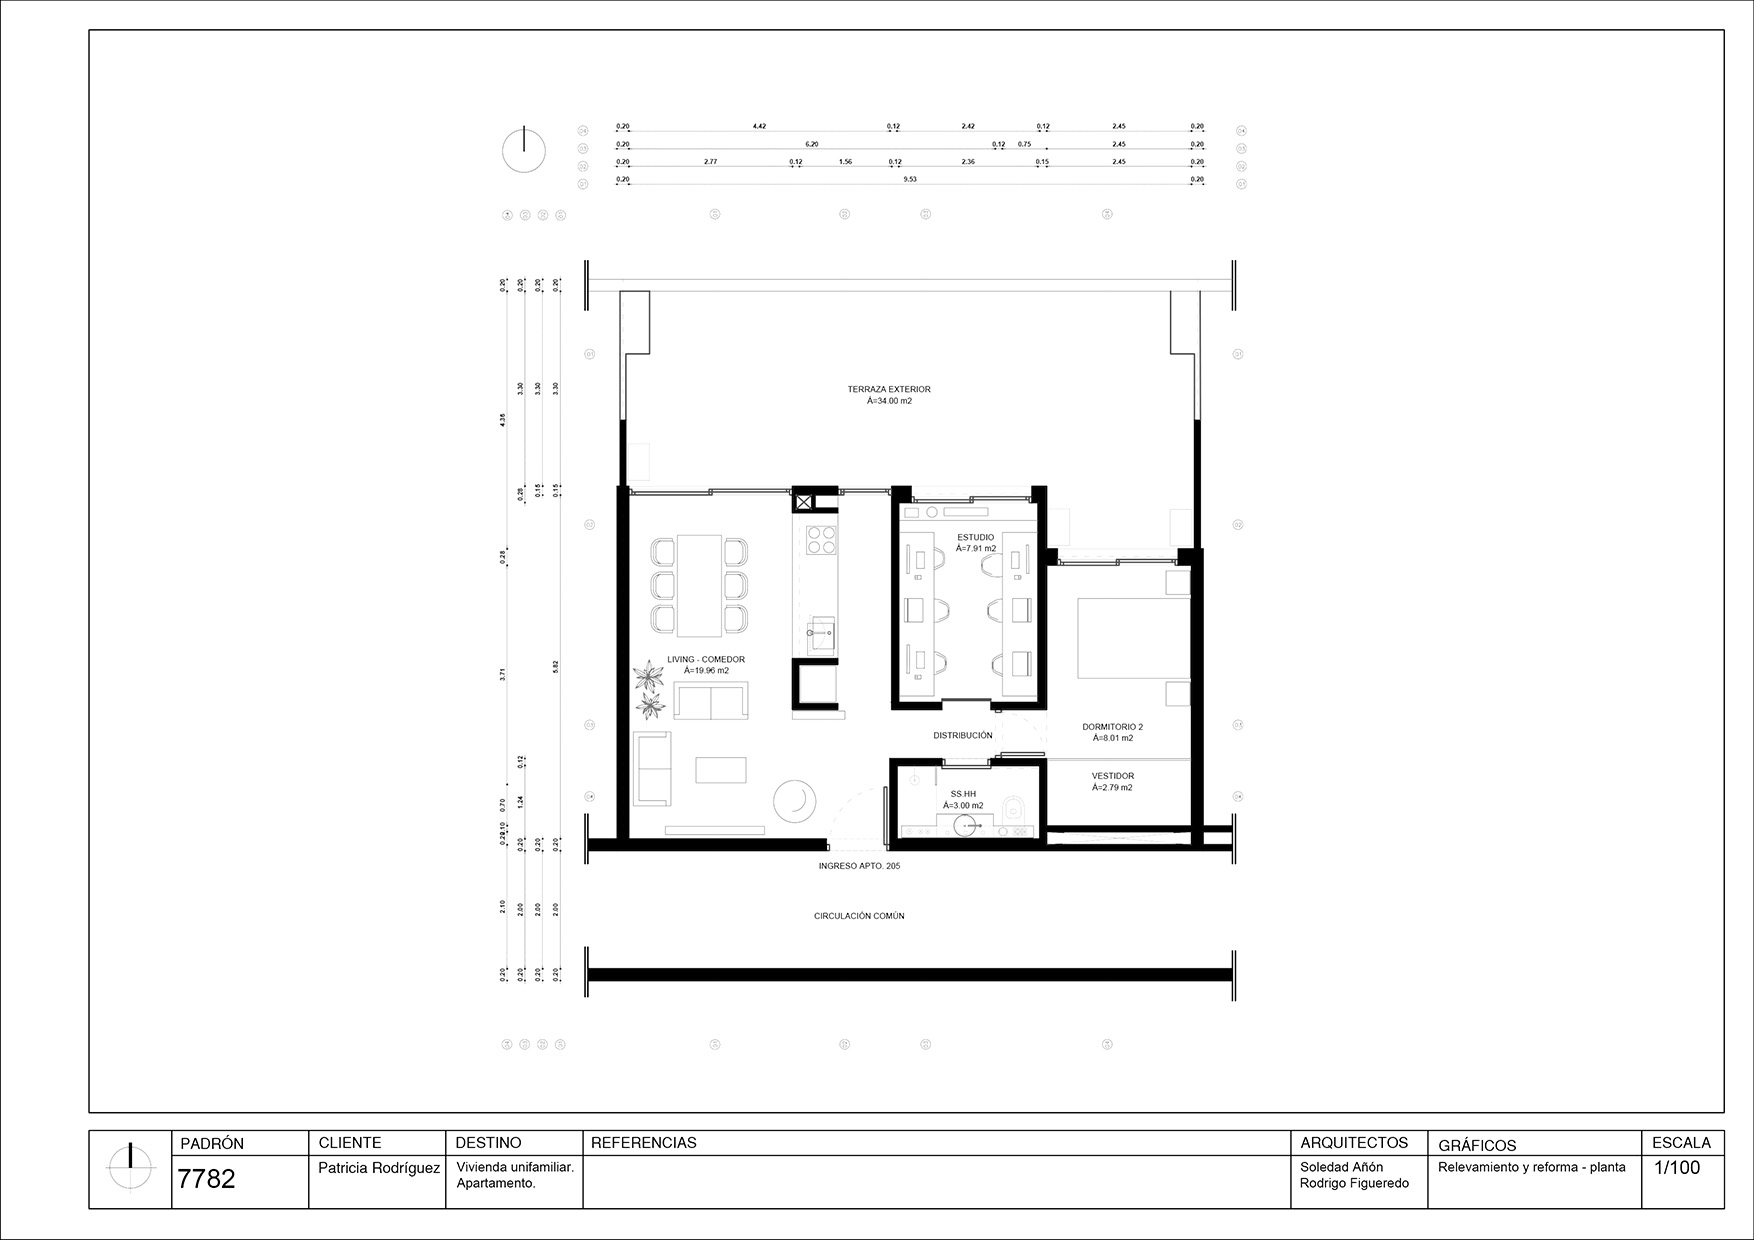 0.20 4.42 0.12 2.42 0.12 2.45 0.20
0.20 6.20 0.12 0.75 2.45 0.20
0.20 2.77 0.12 1.56 0.12 2.36 0.15 2.45 0.20
0.20 9.53 0.20
0.20 0.20 0.20 0.20
4.36 3.30 3.30 3.30
0.28 0.15 0.15
0.28
3.71 5.82
0.12
0.70 1.24
0.10
0.20 0.20 0.20
2.10 2.00 2.00 2.00
0.20 0.20 0.20 0.20
TERRAZA EXTERIOR
Á=34.00 m2
ESTUDIO
Á=7.91 m2
LIVING - COMEDOR
Á=19.96 m2
DISTRIBUCIÓN
DORMITORIO 2
Á=8.01 m2
VESTIDOR
Á=2.79 m2
SS.HH
Á=3.00 m2
INGRESO APTO. 205
CIRCULACIÓN COMÚN
PADRÓN
7782
CLIENTE
Patricia Rodríguez
DESTINO
Vivienda unifamiliar.
Apartamento.
REFERENCIAS
ARQUITECTOS
Soledad Añón
Rodrigo Figueredo
GRÁFICOS
Relevamiento y reforma - planta
ESCALA
1/100